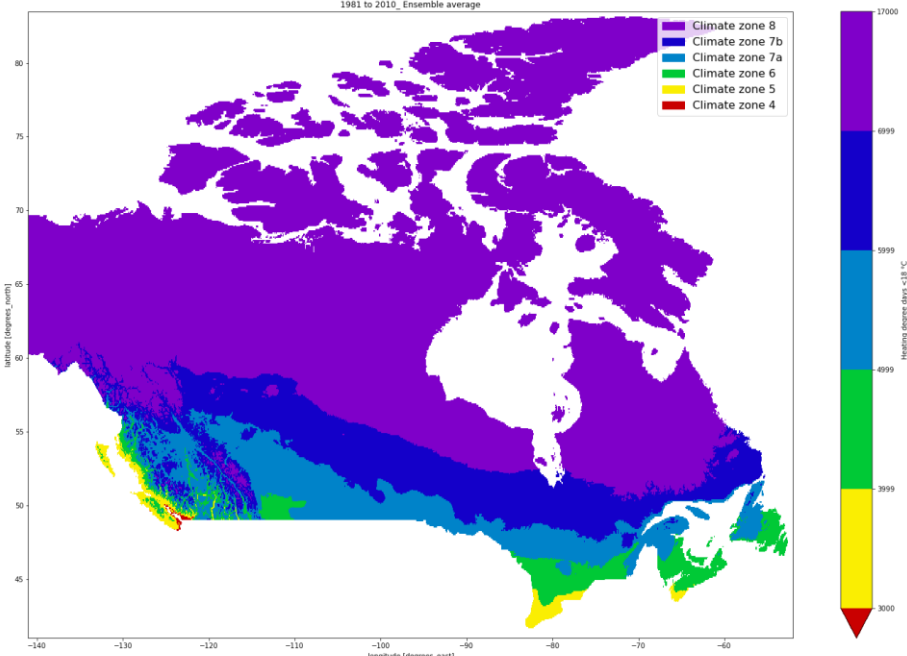 1981 to 2010_ Ensemble average
Climate zone 8
Climate zone 7b
Climate zone 7a
Climate zone 6
Climate zone 5
Climate zone 4
80
75
70
65
60
55
50
45
latitude [degrees_north]
−140
−130
−120
−110
−100
−90
−80
−70
−60
longitude [degrees_east]
17000
6999
5999
4999
3999
3000
Heating degree days <18 °C